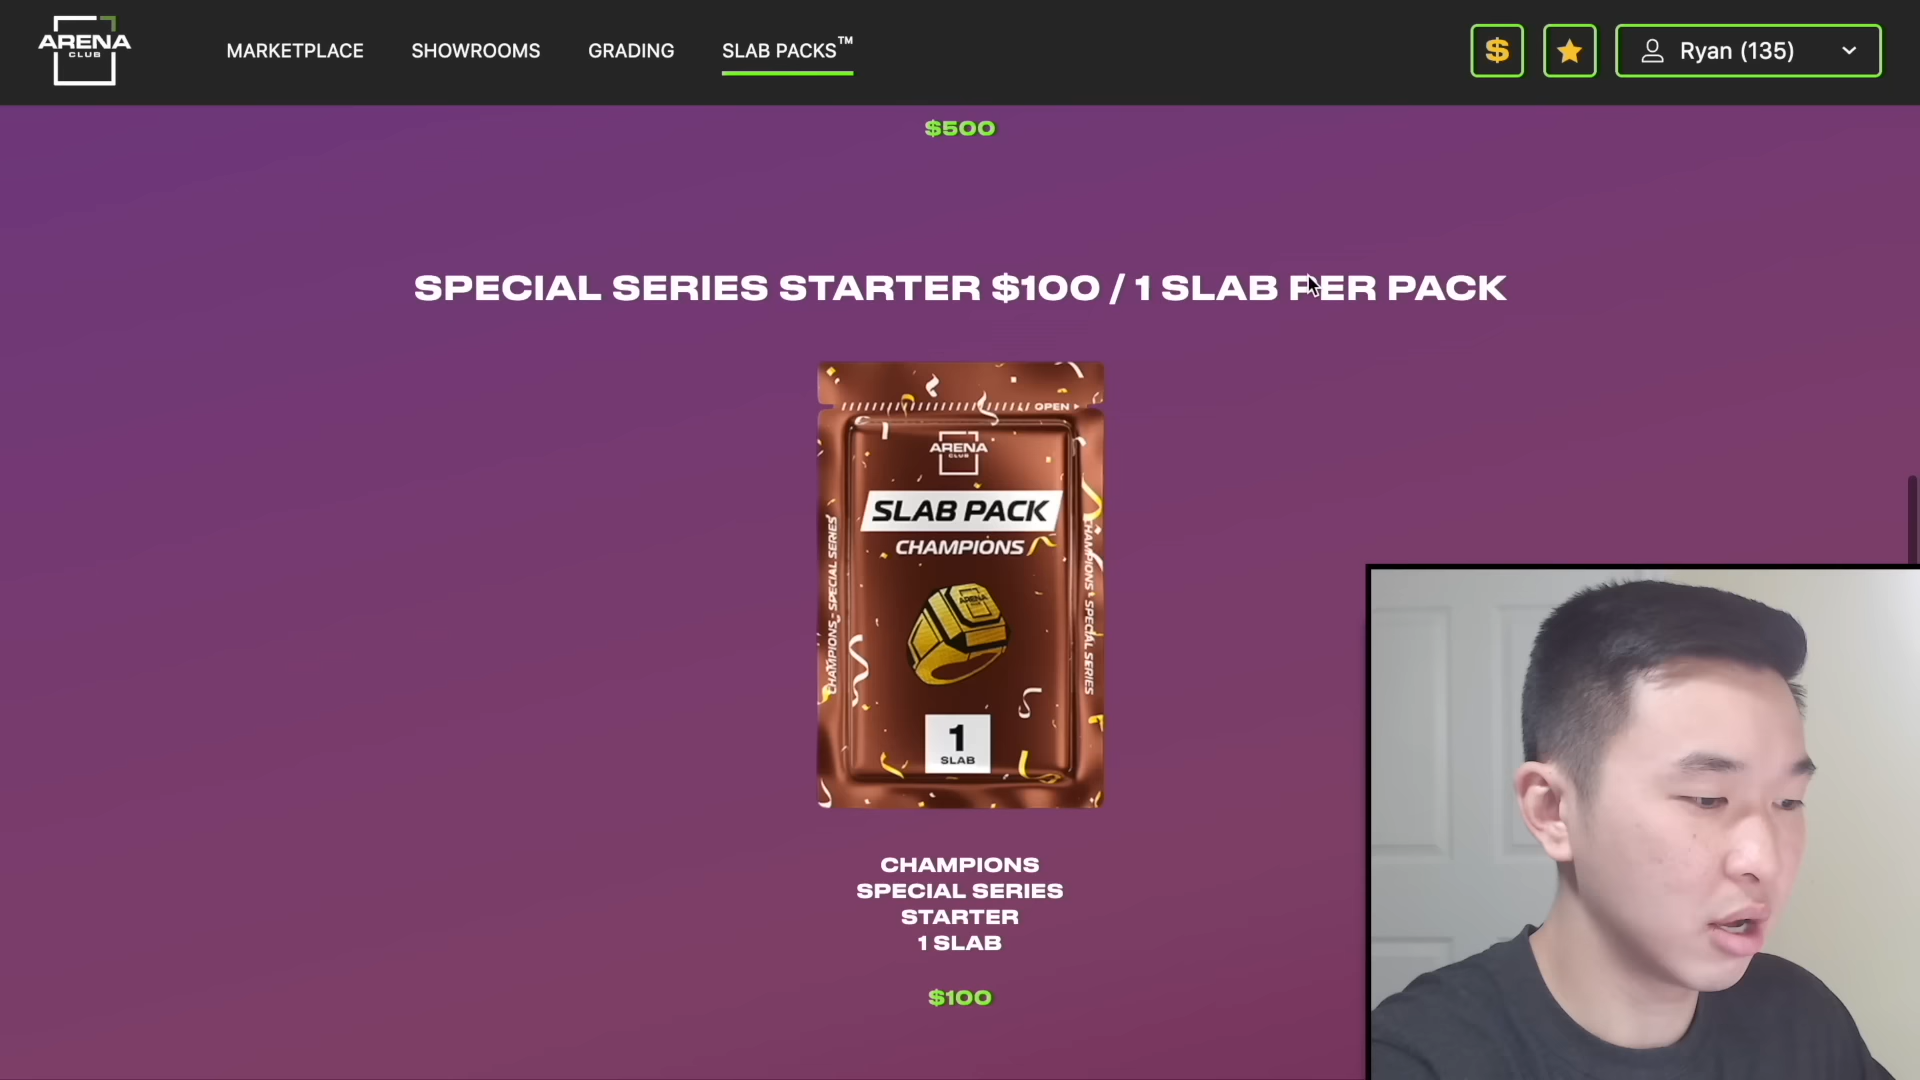 ARENA
CLUB
MARKETPLACE
SHOWROOMS
GRADING
SLAB PACKS™
$
Ryan (135)
$500
SPECIAL SERIES STARTER $100 / 1 SLAB PER PACK
OPEN
ARENA
CLUB
SLAB PACK
CHAMPIONS
CHAMPIONS - SPECIAL SERIES
CHAMPIONS - SPECIAL SERIES
ARENA
1
SLAB
CHAMPIONS
SPECIAL SERIES
STARTER
1 SLAB
$100